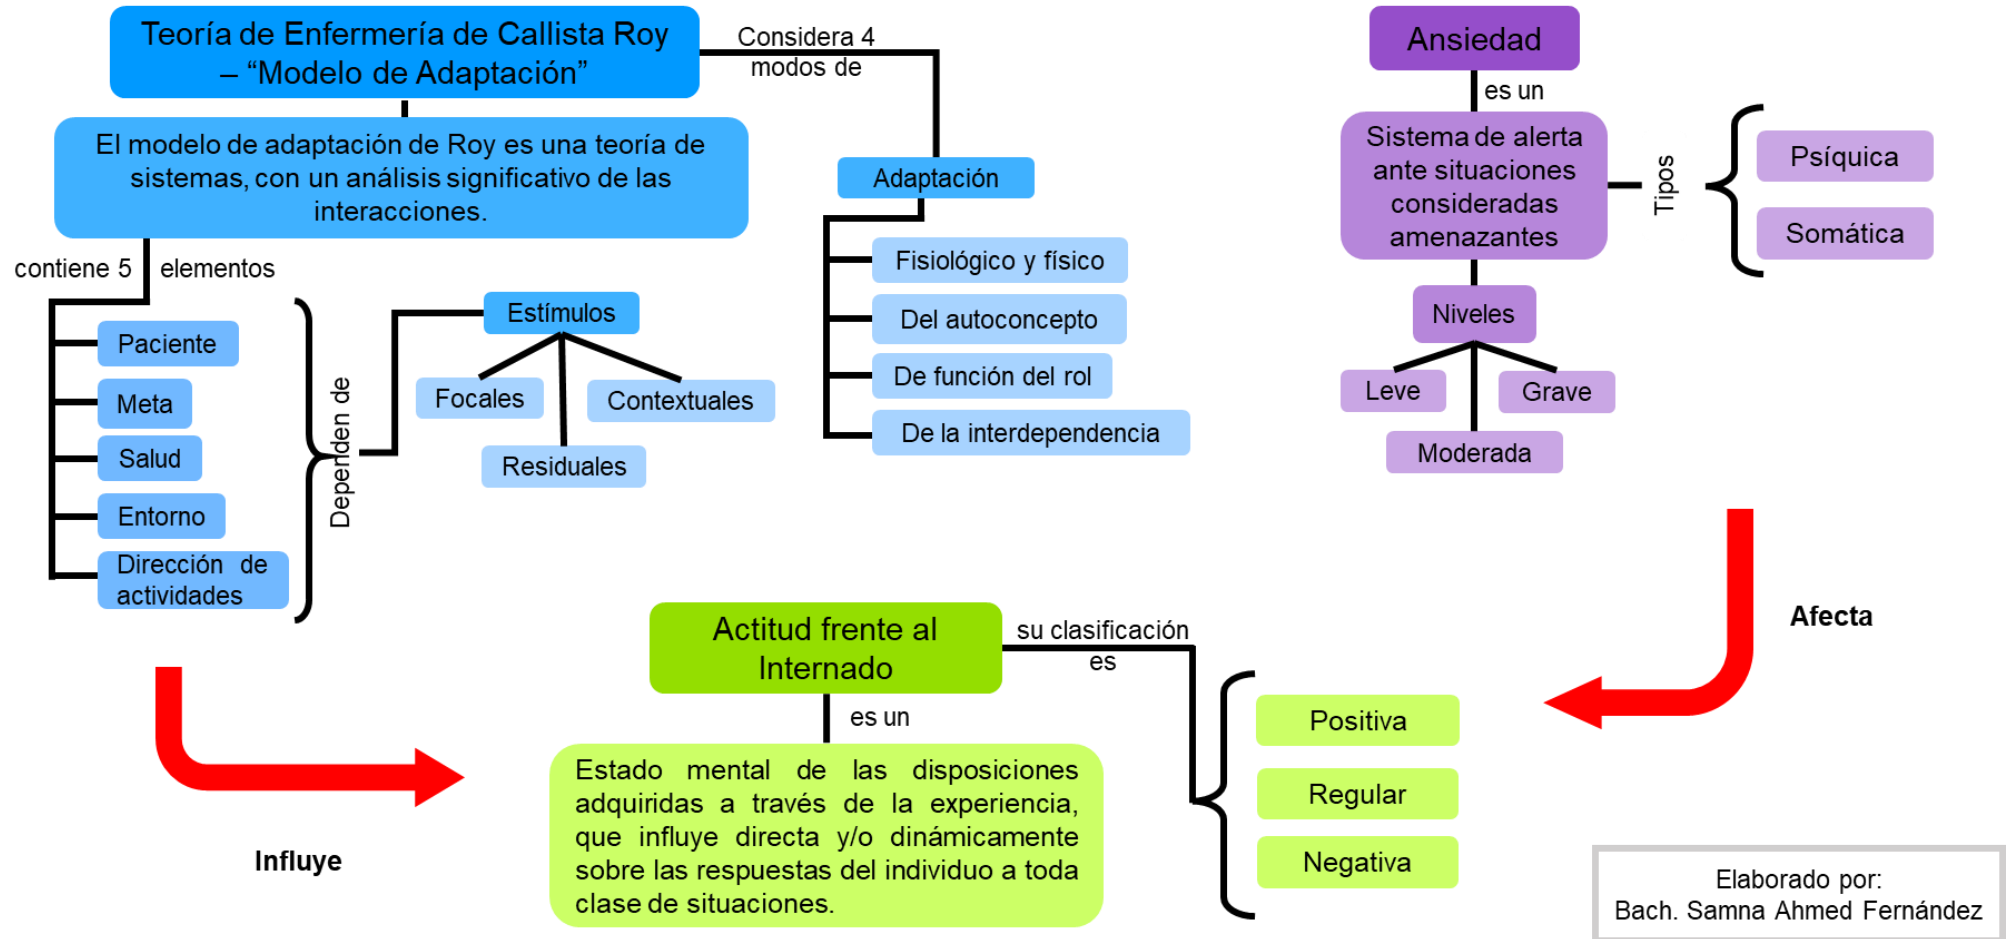 Teoría de Enfermería de Callista Roy
– “Modelo de Adaptación”
Considera 4
modos de
El modelo de adaptación de Roy es una teoría de
sistemas, con un análisis significativo de las
interacciones.
contiene 5 elementos
Paciente
Meta
Salud
Entorno
Dirección de
actividades
Dependen de
Estímulos
Focales
Contextuales
Residuales
Adaptación
Fisiológico y físico
Del autoconcepto
De función del rol
De la interdependencia
Ansiedad
es un
Sistema de alerta
ante situaciones
consideradas
amenazantes
Tipos
Psíquica
Somática
Niveles
Leve
Grave
Moderada
Afecta
Influye
Actitud frente al
Internado
su clasificación
es
es un
Estado mental de las disposiciones
adquiridas a través de la experiencia,
que influye directa y/o dinámicamente
sobre las respuestas del individuo a toda
clase de situaciones.
Positiva
Regular
Negativa
Elaborado por:
Bach. Samna Ahmed Fernández